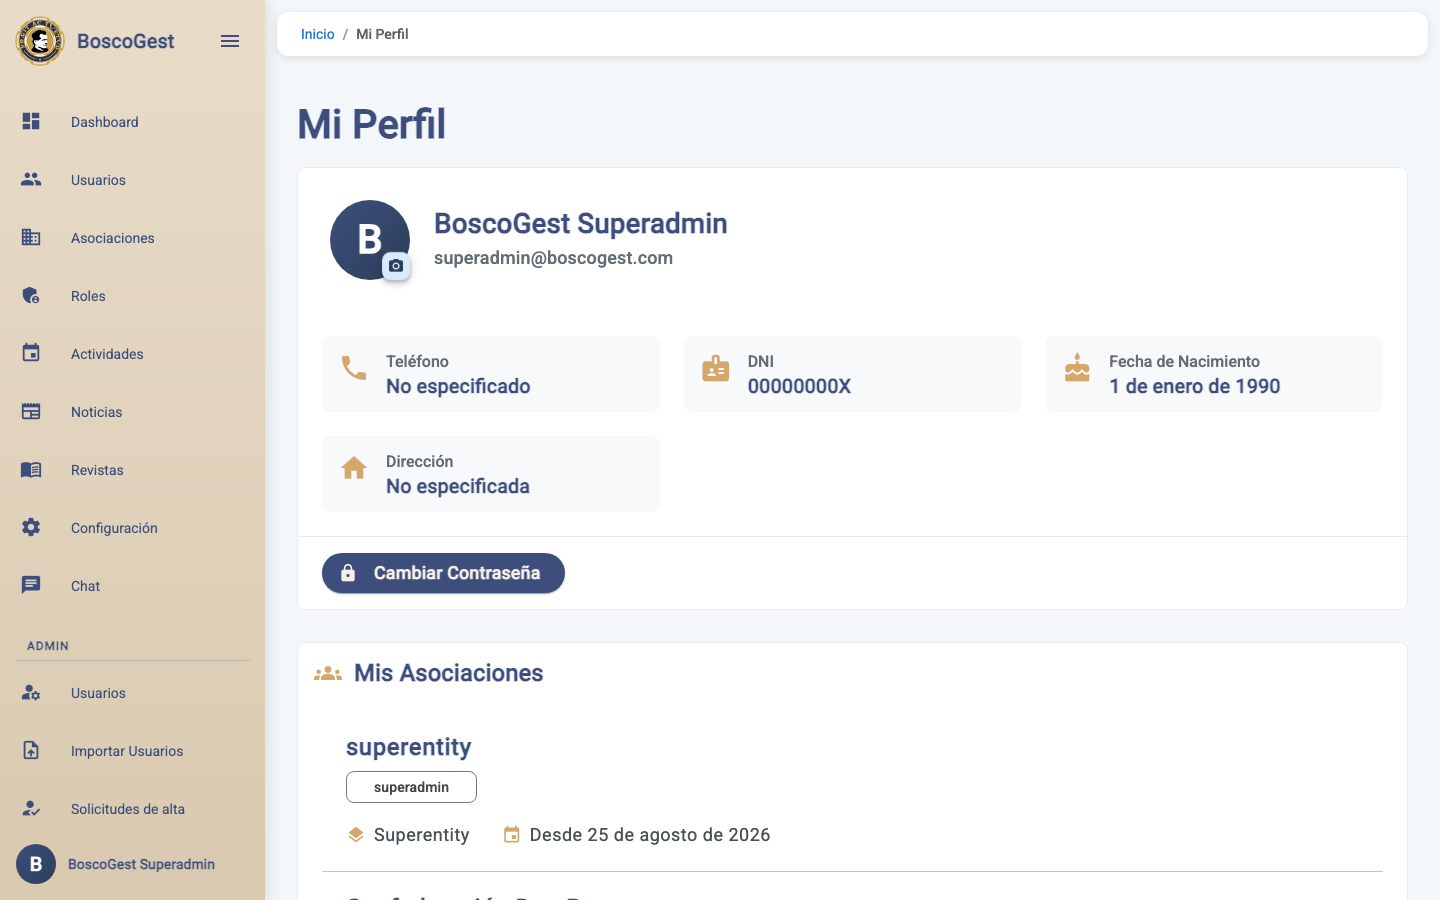 BoscoGest
Dashboard
Usuarios
Asociaciones
Roles
Actividades
Noticias
Revistas
Configuración
Chat
ADMIN
Usuarios
Importar Usuarios
Solicitudes de alta
B
BoscoGest Superadmin
Inicio / Mi Perfil
Mi Perfil
B
BoscoGest Superadmin
superadmin@boscogest.com
Teléfono
No especificado
DNI
00000000X
Fecha de Nacimiento
1 de enero de 1990
Dirección
No especificada
Cambiar Contraseña
Mis Asociaciones
superentity
superadmin
Superentity
Desde 25 de agosto de 2026